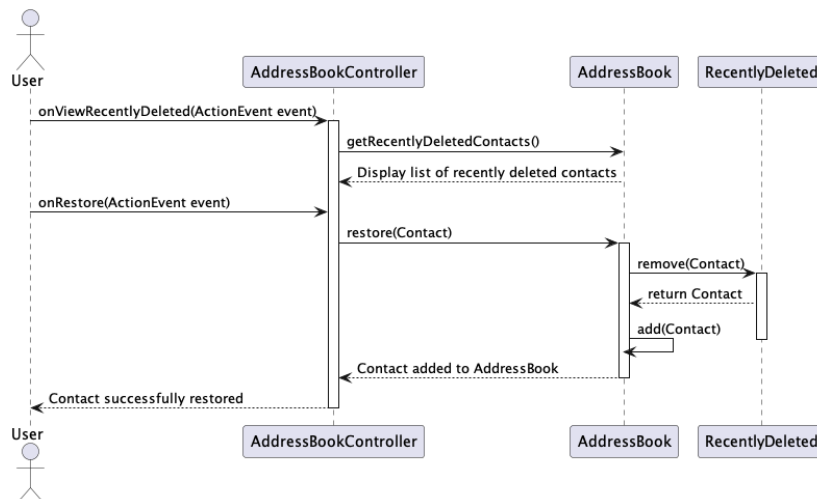 User
AddressBookController
AddressBook
RecentlyDeleted
onViewRecentlyDeleted(ActionEvent event)
getRecentlyDeletedContacts()
Display list of recently deleted contacts
onRestore(ActionEvent event)
restore(Contact)
remove(Contact)
return Contact
add(Contact)
Contact added to AddressBook
Contact successfully restored
User
AddressBookController
AddressBook
RecentlyDeleted